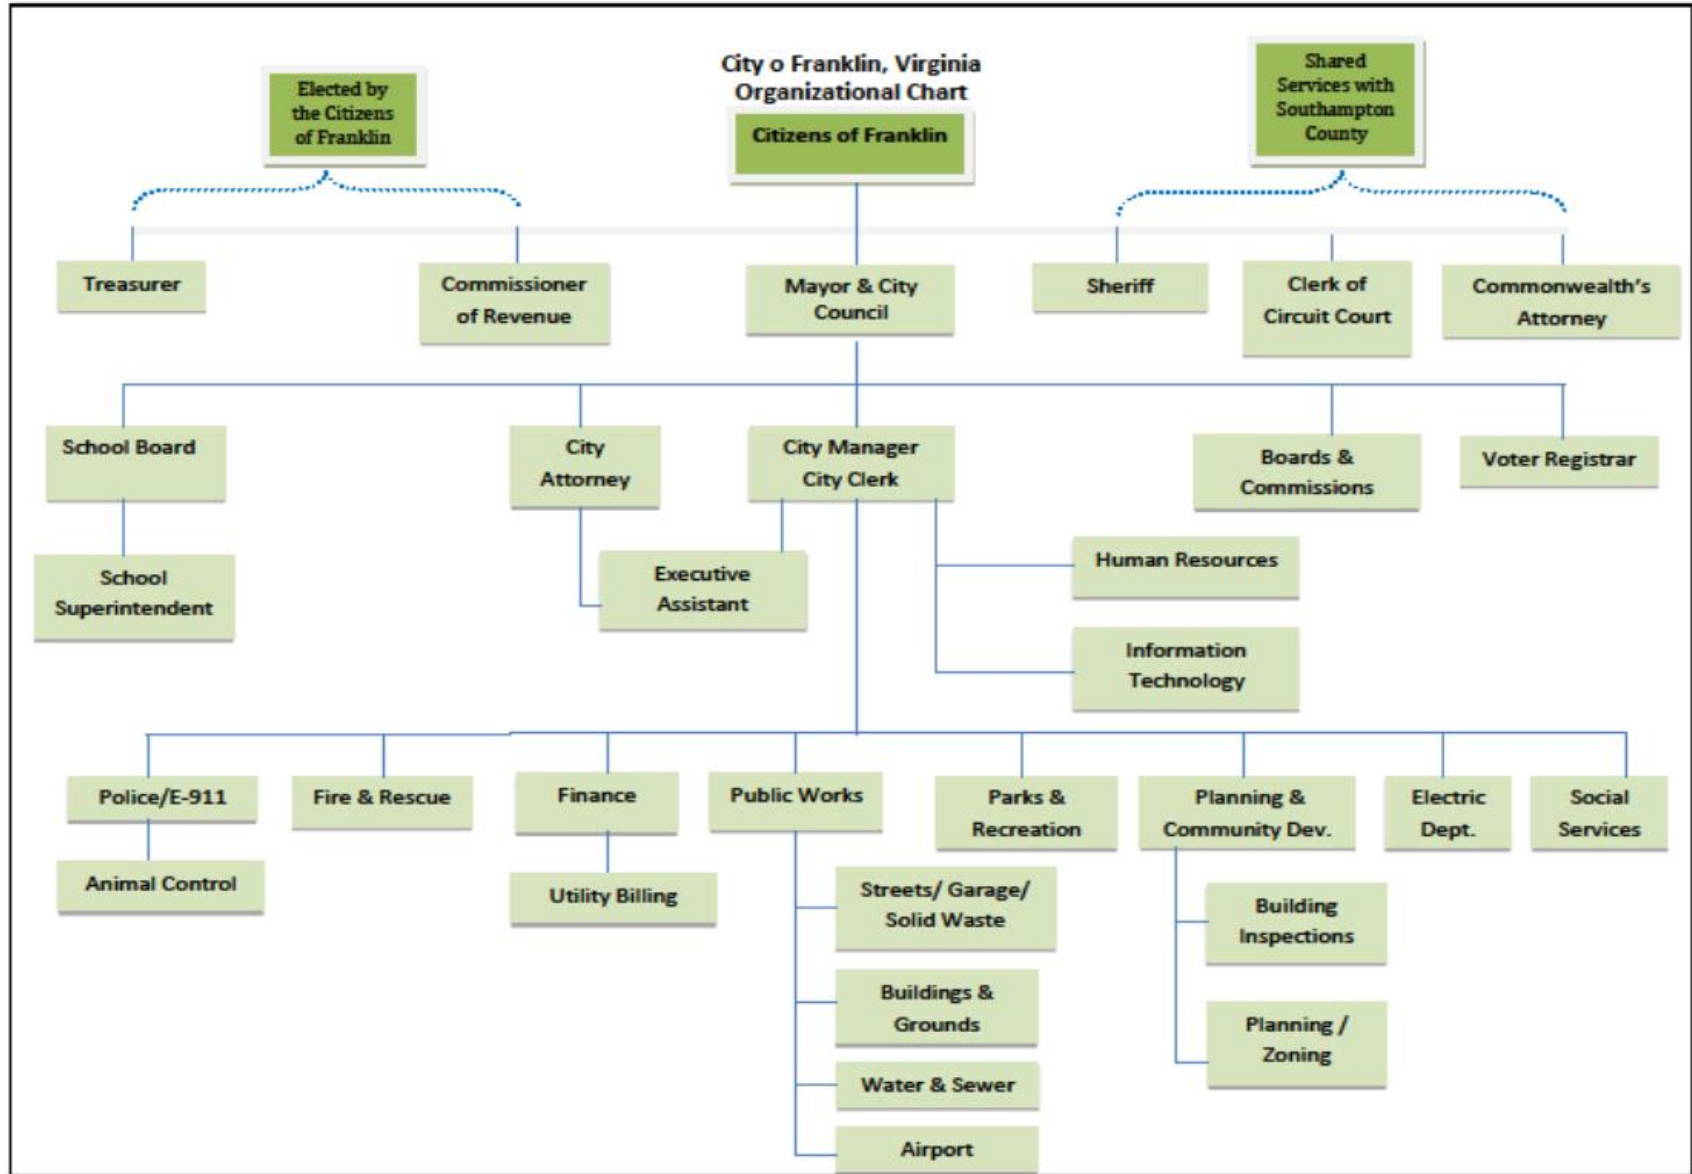 City o Franklin, Virginia
Organizational Chart
Elected by
the Citizens
of Franklin
Citizens of Franklin
Shared
Services with
Southampton
County
Treasurer
Commissioner
of Revenue
Mayor & City
Council
Sheriff
Clerk of
Circuit Court
Commonwealth's
Attorney
School Board
City
Attorney
City Manager
City Clerk
Boards &
Commissions
Voter Registrar
School
Superintendent
Executive
Assistant
Human Resources
Information
Technology
Police/E-911
Fire & Rescue
Finance
Public Works
Parks &
Recreation
Planning &
Community Dev.
Electric
Dept.
Social
Services
Animal Control
Utility Billing
Streets/ Garage/
Solid Waste
Building
Inspections
Buildings &
Grounds
Planning /
Zoning
Water & Sewer
Airport